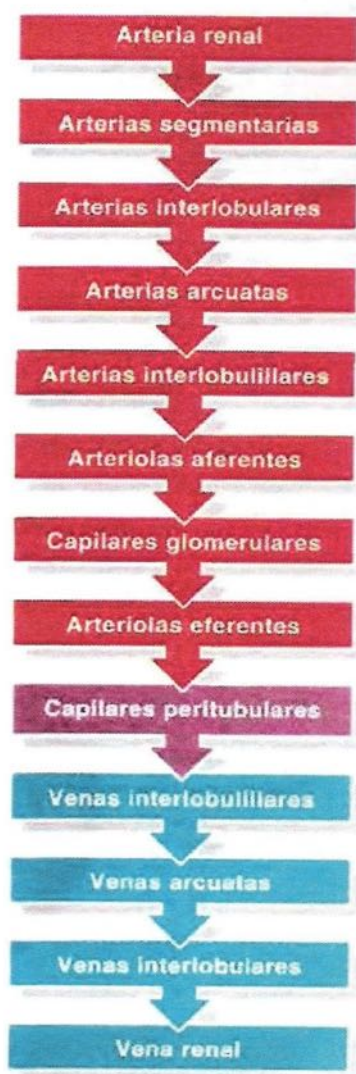 Arteria renal
Arterias segmentarias
Arterias interlobulares
Arterias arcuatas
Arterias interlobulillares
Arteriolas aferentes
Capilares glomerulares
Arteriolas eferentes
Capilares peritubulares
Venas interlobulillares
Venas arcuatas
Venas interlobulares
Vena renal